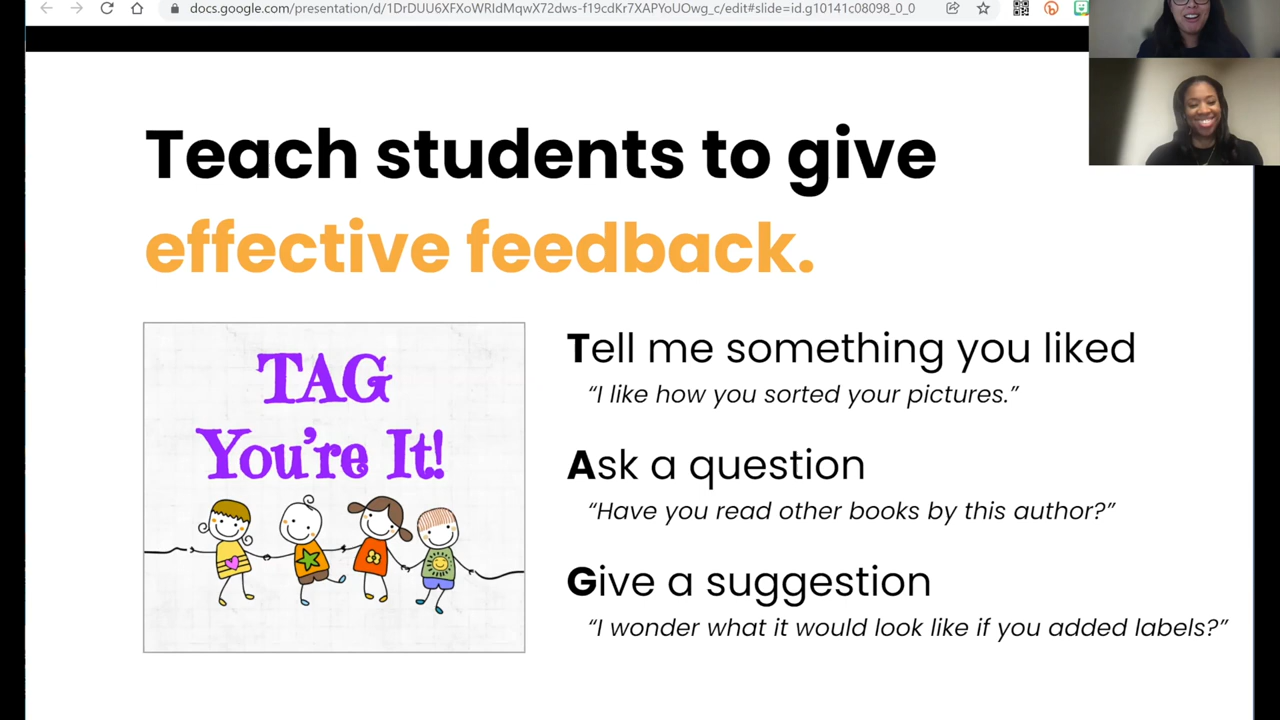 docs.google.com/presentation/d/1DrDUU6XFXoWRIdMqwX72dws-f19cdKr7XAPYoUOwg_c/edit#slide=id.g10141c08098_0_0
Teach students to give
effective feedback.
TAG
You're It!
Tell me something you liked
“I like how you sorted your pictures.”
Ask a question
“Have you read other books by this author?”
Give a suggestion
“I wonder what it would look like if you added labels?”